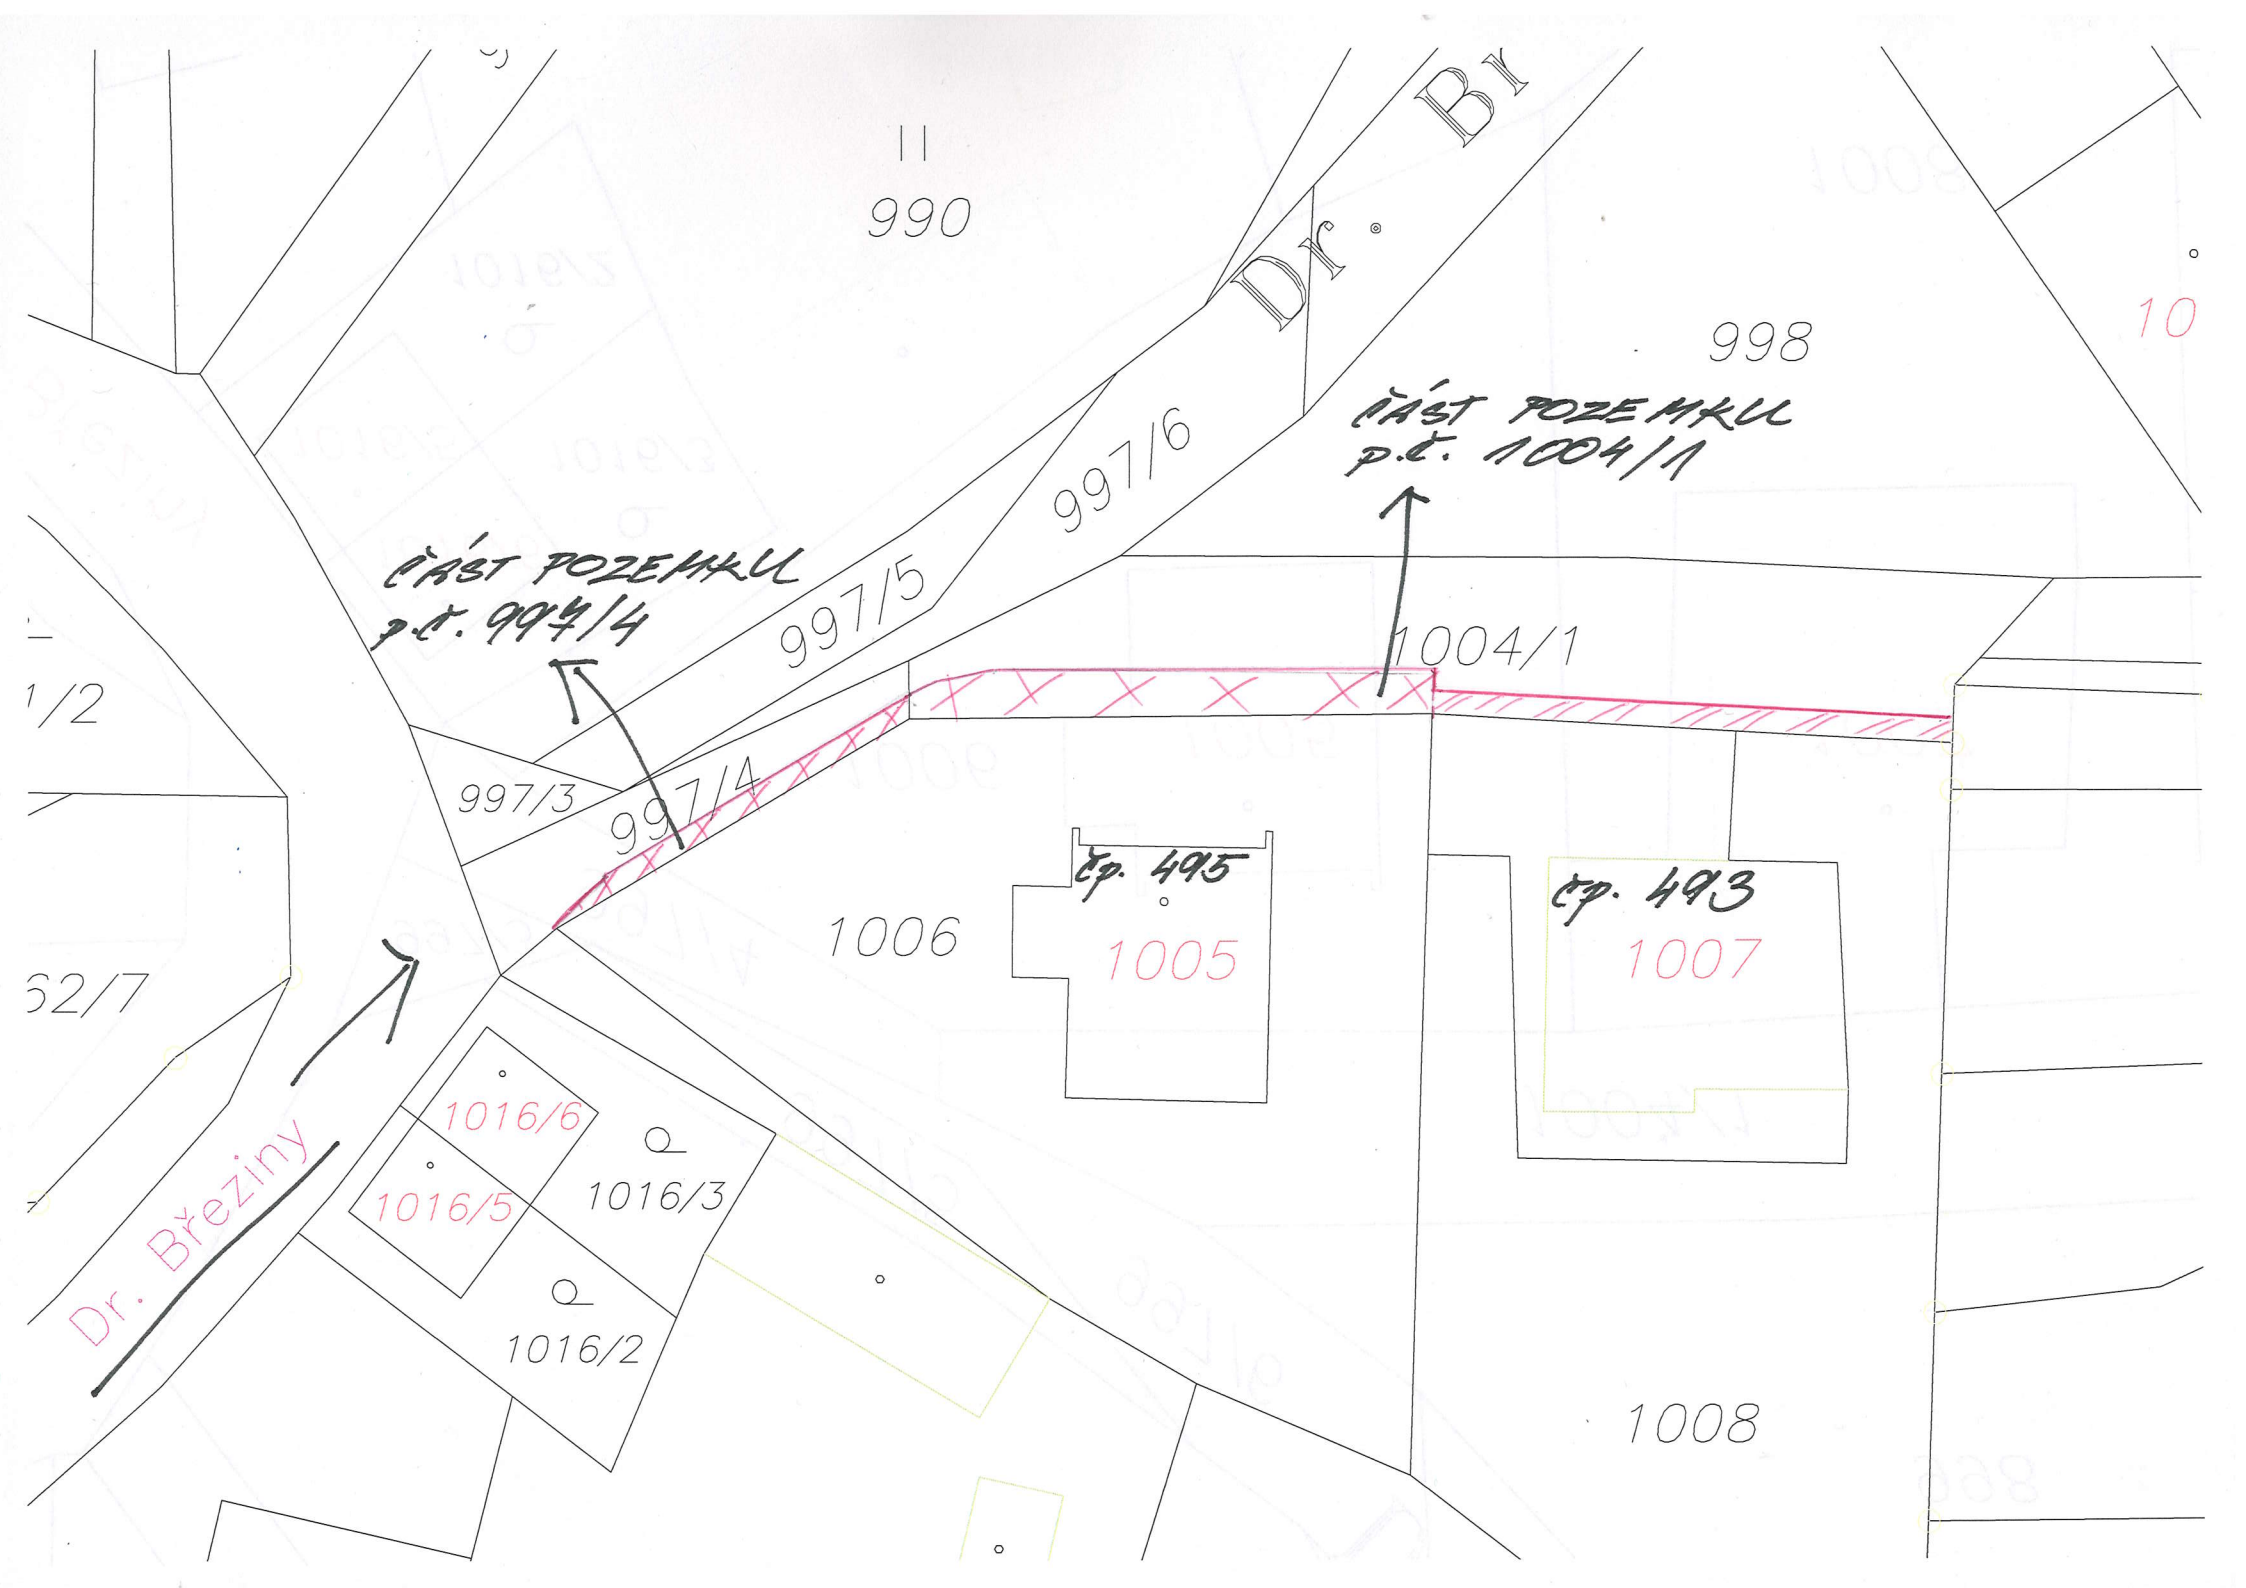 990
Dr. Br
998
10
ČÁST POZEMKU
p.č. 1004/1
997/6
ČÁST POZEMKU
p.č. 997/4
997/5
1004/1
1/2
997/3
997/4
čp. 495
čp. 493
1006
1005
1007
62/7
1016/6
1016/3
1016/5
Dr. Březiny
1016/2
1008